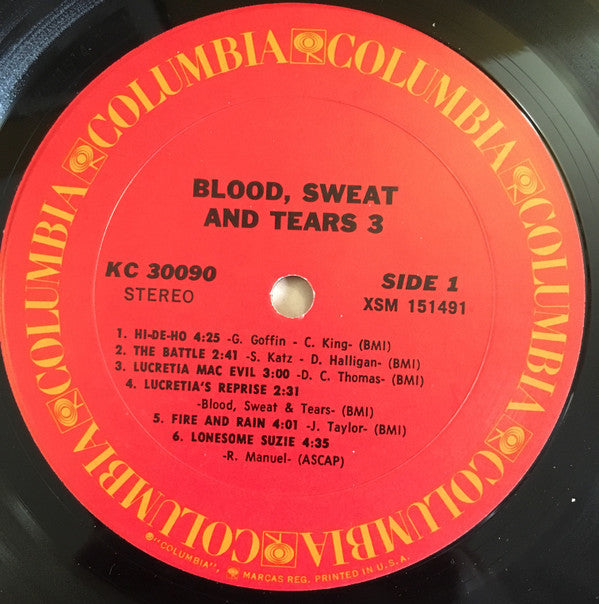 COLUMBIA COLUMBIA COLUMBIA COLUMBIA COLUMBIA COLUMBIA
BLOOD, SWEAT
AND TEARS 3
KC 30090
STEREO
SIDE 1
XSM 151491
1. HI-DE-HO 4:25 -G. Goffin - C. King- (BMI)
2. THE BATTLE 2:41 -S. Katz - D. Halligan- (BMI)
3. LUCRETIA MAC EVIL 3:00 -D. C. Thomas- (BMI)
4. LUCRETIA'S REPRISE 2:31
-Blood, Sweat & Tears- (BMI)
5. FIRE AND RAIN 4:01 -J. Taylor- (BMI)
6. LONESOME SUZIE 4:35
-R. Manuel- (ASCAP)
℗"COLUMBIA", MARCAS REG. PRINTED IN U.S.A.